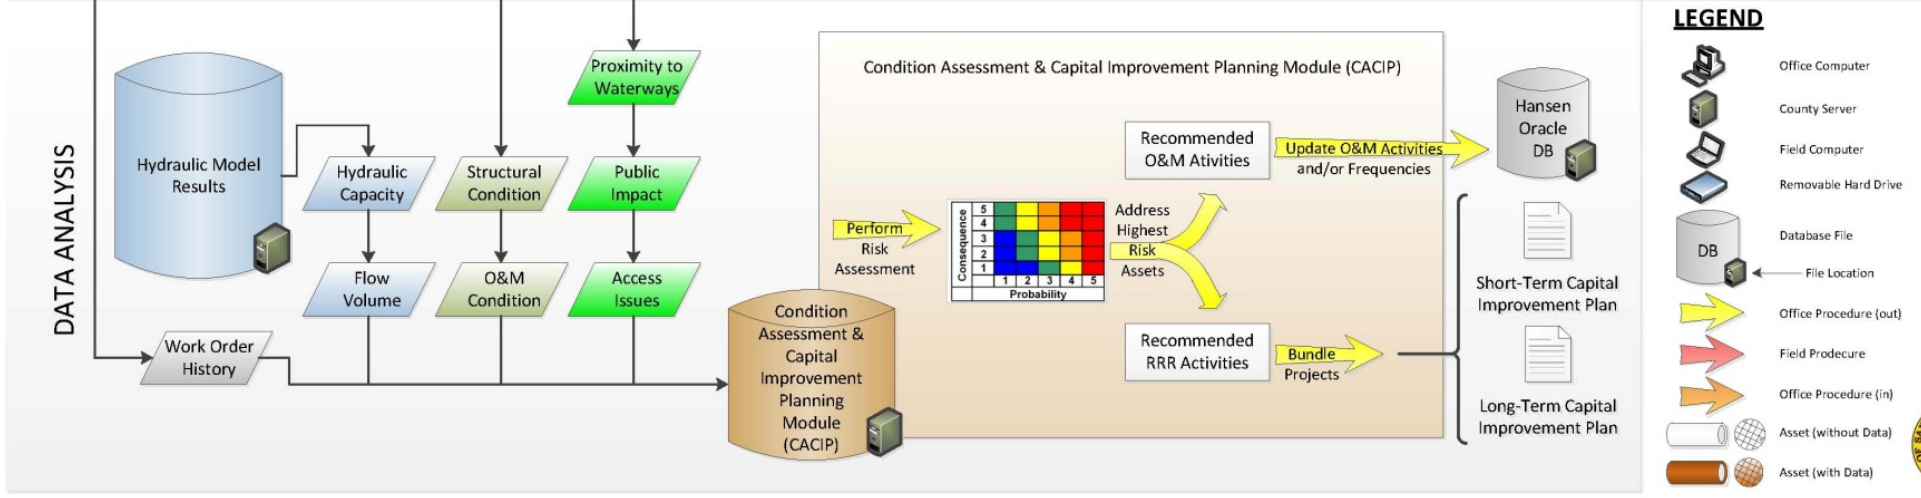 DATA ANALYSIS
Hydraulic Model
Results
Hydraulic
Capacity
Flow
Volume
Work Order
History
Structural
Condition
O&M
Condition
Proximity to
Waterways
Public
Impact
Access
Issues
Condition
Assessment &
Capital
Improvement
Planning
Module
(CACIP)
Condition Assessment & Capital Improvement Planning Module (CACIP)
Perform
Risk
Assessment
Consequence
5
4
3
2
1
1 2 3 4 5
Probability
Address
Highest
Risk
Assets
Recommended
O&M Ativities
Update O&M Activities
and/or Frequencies
Hansen
Oracle
DB
Recommended
RRR Activities
Bundle
Projects
Short-Term Capital
Improvement Plan
Long-Term Capital
Improvement Plan
LEGEND
Office Computer
County Server
Field Computer
Removable Hard Drive
DB
Database File
File Location
Office Procedure (out)
Field Prodecure
Office Procedure (in)
Asset (without Data)
Asset (with Data)